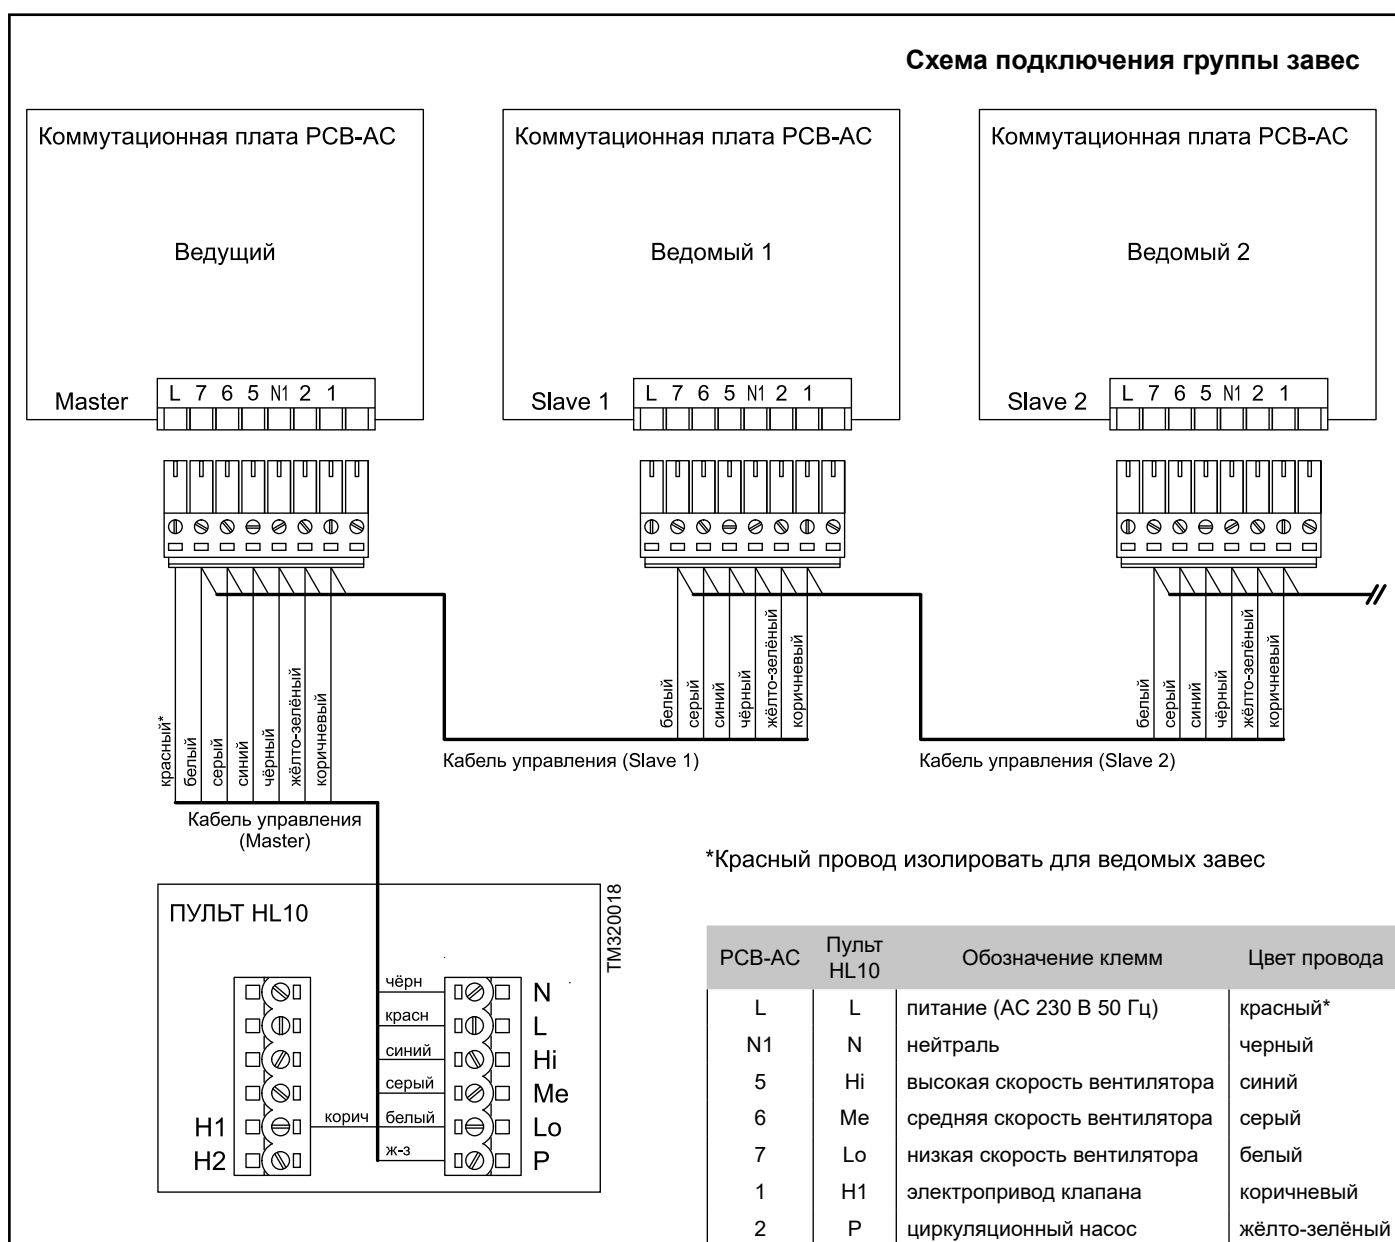 Схема подключения группы завес
Коммутационная плата PCB-AC
Ведущий
Master
L 7 6 5 N1 2 1
Коммутационная плата PCB-AC
Ведомый 1
Slave 1
L 7 6 5 N1 2 1
Коммутационная плата PCB-AC
Ведомый 2
Slave 2
L 7 6 5 N1 2 1
красный*
белый
серый
синий
чёрный
жёлто-зелёный
коричневый
Кабель управления
(Master)
белый
серый
синий
чёрный
жёлто-зелёный
коричневый
Кабель управления (Slave 1)
белый
серый
синий
чёрный
жёлто-зелёный
коричневый
Кабель управления (Slave 2)
*Красный провод изолировать для ведомых завес
ПУЛЬТ HL10
TM320018
чёрн N
красн L
синий Hi
серый Me
H1 корич белый Lo
H2 ж-з P
PCB-AC Пульт HL10 Обозначение клемм Цвет провода
L L питание (АС 230 В 50 Гц) красный*
N1 N нейтраль черный
5 Hi высокая скорость вентилятора синий
6 Me средняя скорость вентилятора серый
7 Lo низкая скорость вентилятора белый
1 H1 электропривод клапана коричневый
2 P циркуляционный насос жёлто-зелёный